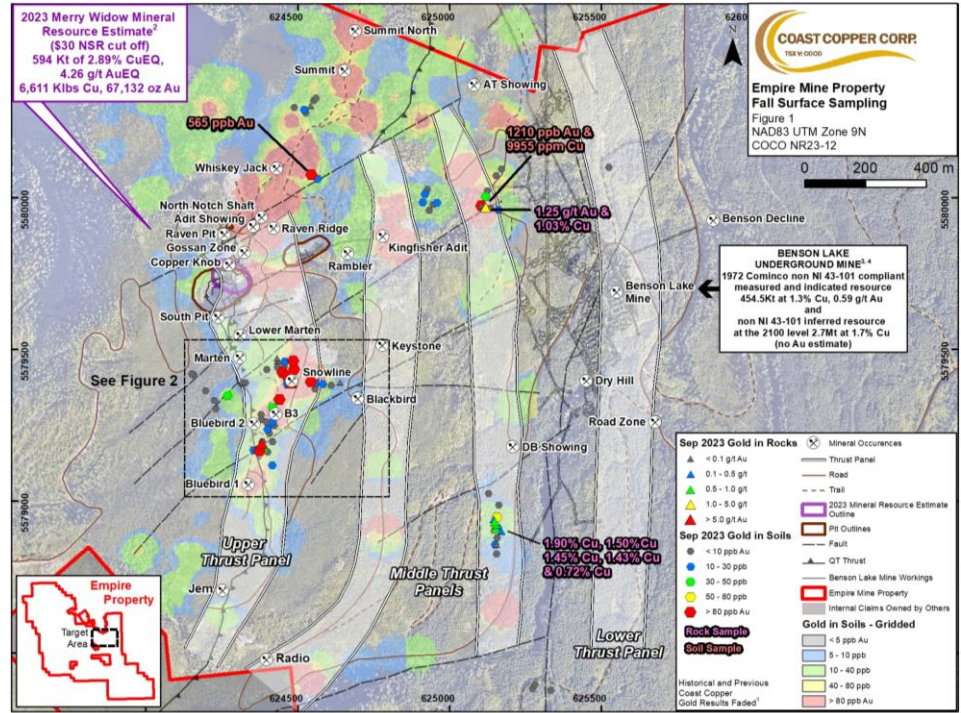 624500
625000
625500
6260
2023 Merry Widow Mineral
Resource Estimate2
($30 NSR cut off)
594 Kt of 2.89% CuEQ,
4.26 g/t AuEQ
6,611 Klbs Cu, 67,132 oz Au
COAST COPPER CORP.
TSX V: COCO
Empire Mine Property
Fall Surface Sampling
Figure 1
NAD83 UTM Zone 9N
COCO NR23-12
N
0 200 400 m
Summit North
Summit
AT Showing
565 ppb Au
1210 ppb Au &
9955 ppm Cu
Whiskey Jack
1.25 g/t Au &
1.03% Cu
5580000
5580000
North Notch Shaft
Adit Showing
Raven Pit
Raven Ridge
Gossan Zone
Copper Knob
Kingfisher Adit
Rambler
Benson Decline
Benson Lake
Mine
BENSON LAKE
UNDERGROUND MINE3, 4
1972 Cominco non NI 43-101 compliant
measured and indicated resource
454.5Kt at 1.3% Cu, 0.59 g/t Au
and
non NI 43-101 inferred resource
at the 2100 level 2.7Mt at 1.7% Cu
(no Au estimate)
South Pit
Lower Marten
Marten
Keystone
5579500
5579500
See Figure 2
Snowline
Dry Hill
Blackbird
B3
Bluebird 2
Road Zone
DB Showing
Bluebird 1
5579000
Upper
Thrust Panel
1.90% Cu, 1.50%Cu
1.45% Cu, 1.43% Cu
& 0.72% Cu
Middle Thrust
Panels
Jern
Lower
Thrust Panel
Radio
Empire
Property
Target
Area
624500
625000
625500
Sep 2023 Gold in Rocks
< 0.1 g/t Au
0.1 - 0.5 g/t
0.5 - 1.0 g/t
1.0 - 5.0 g/t
> 5.0 g/t Au
Sep 2023 Gold in Soils
< 10 ppb Au
10 - 30 ppb
30 - 50 ppb
50 - 80 ppb
> 80 ppb Au
Rock Sample
Soil Sample
Historical and Previous
Coast Copper
Gold Results Faded1
Mineral Occurences
Thrust Panel
Road
Trail
2023 Mineral Resource Estimate
Outline
Pit Outlines
Fault
QT Thrust
Benson Lake Mine Workings
Empire Mine Property
Internal Claims Owned by Others
Gold in Soils - Gridded
< 5 ppb Au
5 - 10 ppb
10 - 40 ppb
40 - 80 ppb
> 80 ppb Au